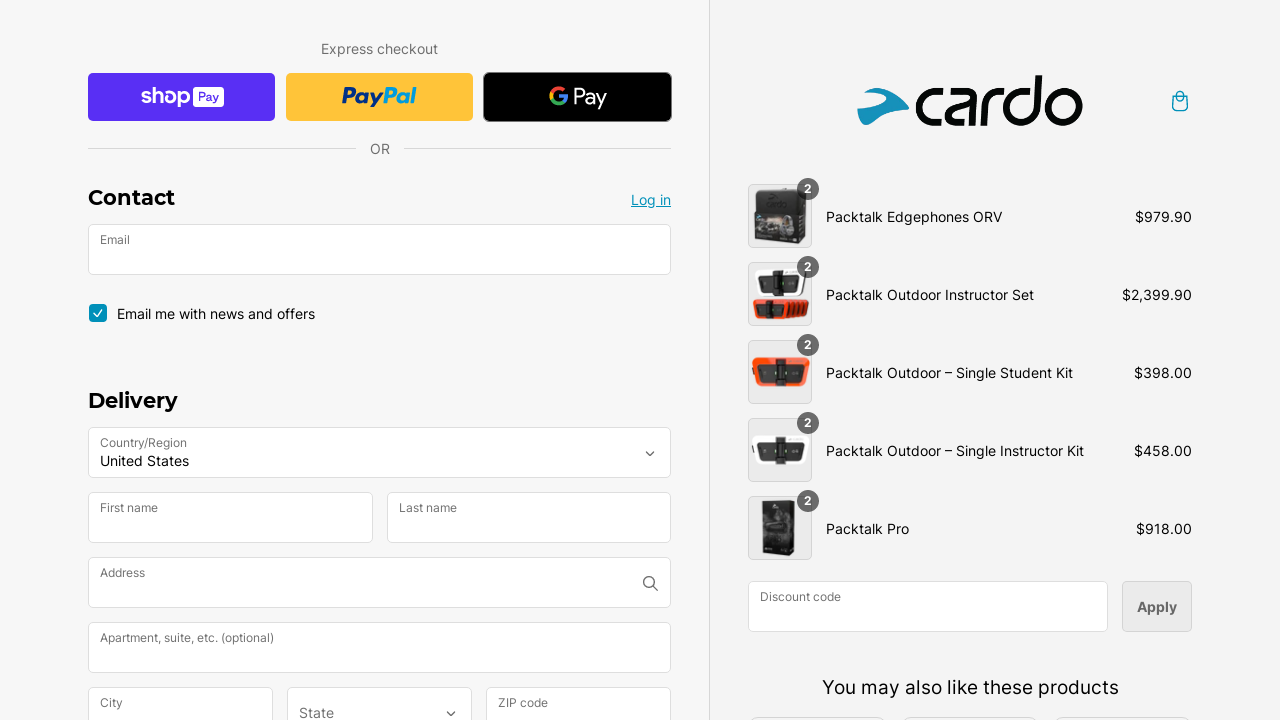 Express checkout
shop Pay
PayPal
G Pay
OR
Contact
Log in
Email
Email me with news and offers
Delivery
Country/Region
United States
First name
Last name
Address
Apartment, suite, etc. (optional)
City
State
ZIP code
cardo
2
Packtalk Edgephones ORV
$979.90
2
Packtalk Outdoor Instructor Set
$2,399.90
2
Packtalk Outdoor – Single Student Kit
$398.00
2
Packtalk Outdoor – Single Instructor Kit
$458.00
2
Packtalk Pro
$918.00
Discount code
Apply
You may also like these products